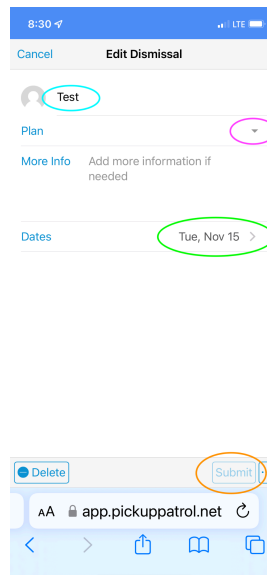 8:30 LTE
Cancel Edit Dismissal
Test
Plan
More Info Add more information if
needed
Dates Tue, Nov 15
Delete Submit
AA app.pickuppatrol.net